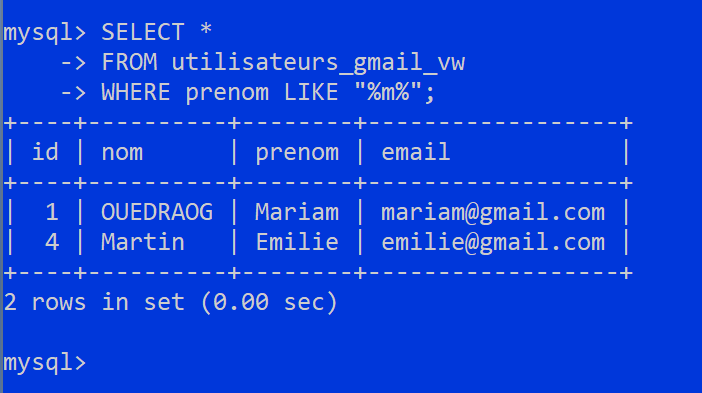 mysql> SELECT *
    -> FROM utilisateurs_gmail_vw
    -> WHERE prenom LIKE "%m%";
+----+----------+--------+------------------+
| id | nom      | prenom | email            |
+----+----------+--------+------------------+
|  1 | OUEDRAOG | Mariam | mariam@gmail.com |
|  4 | Martin   | Emilie | emilie@gmail.com |
+----+----------+--------+------------------+
2 rows in set (0.00 sec)
mysql>